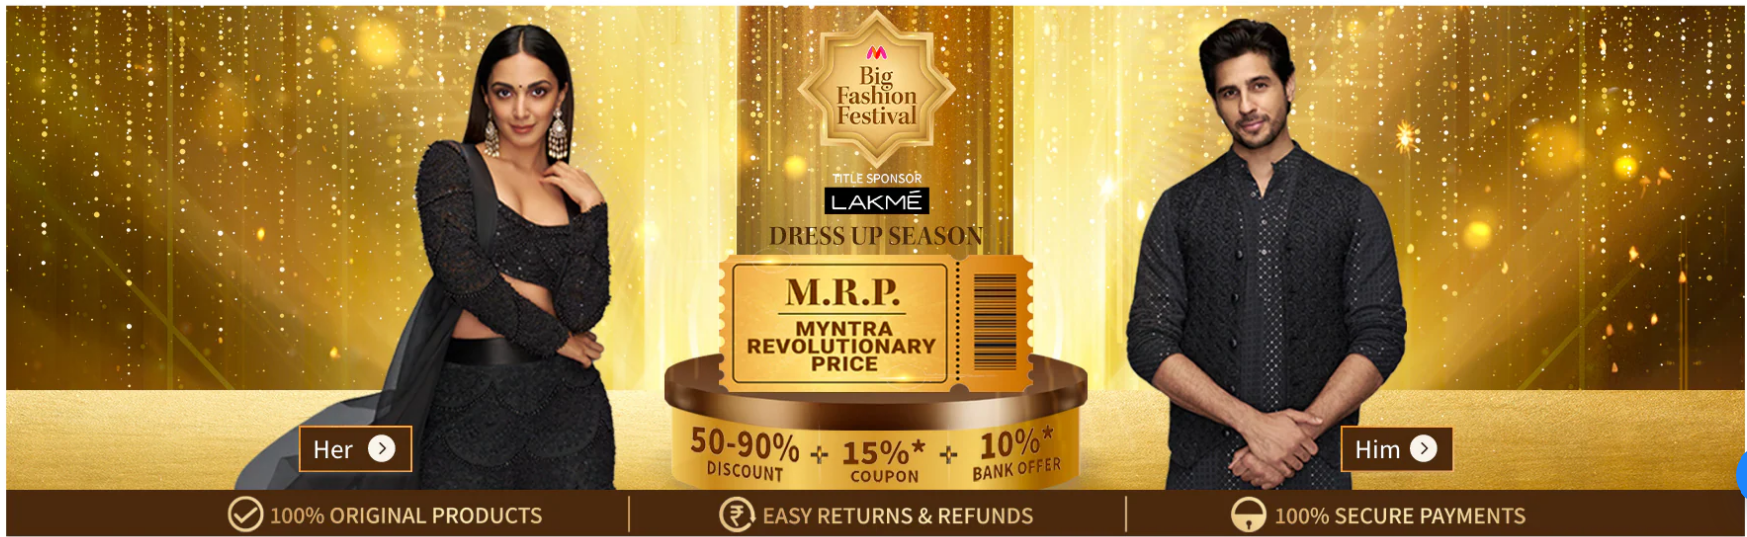 Big
Fashion
Festival
TITLE SPONSOR
LAKMÉ
DRESS UP SEASON
M.R.P.
MYNTRA
REVOLUTIONARY
PRICE
50-90% + 15%* + 10%*
DISCOUNT COUPON BANK OFFER
Her
Him
100% ORIGINAL PRODUCTS
EASY RETURNS & REFUNDS
100% SECURE PAYMENTS